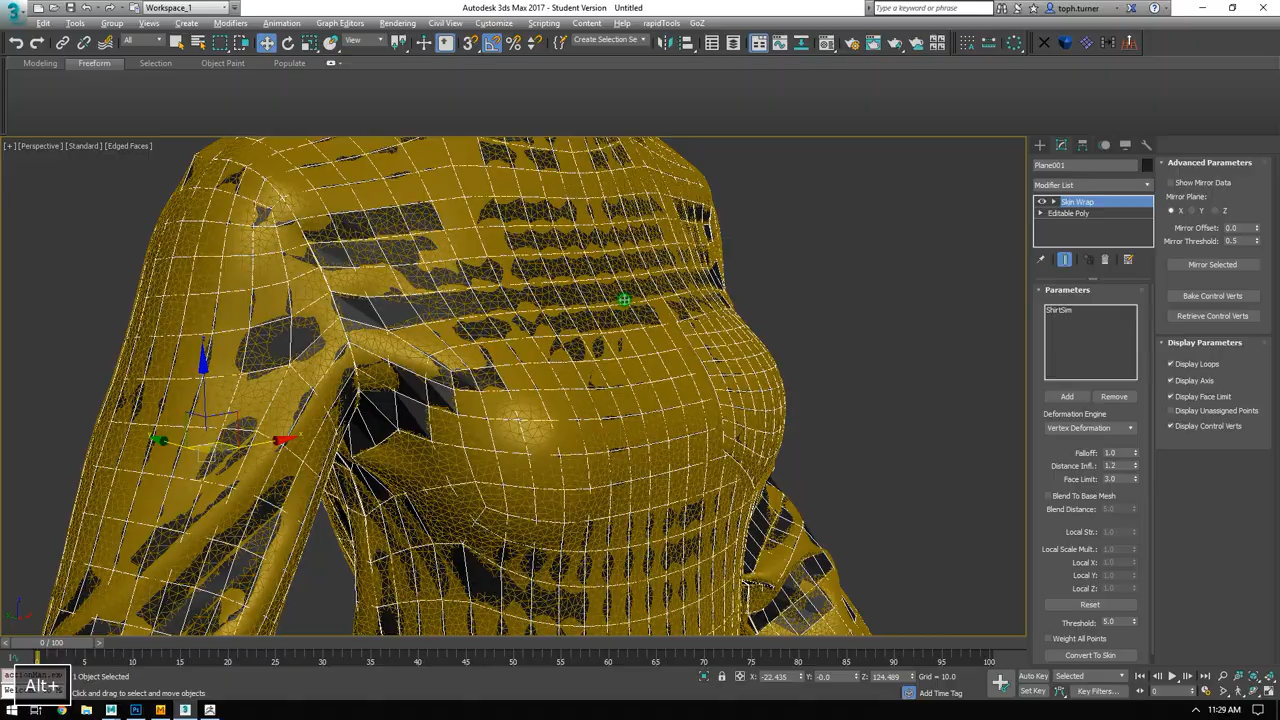 Workspace_1
Autodesk 3ds Max 2017 - Student Version    Untitled
Type a keyword or phrase
toph.turner
Edit Tools Group Views Create Modifiers Animation Graph Editors Rendering Civil View Customize Scripting Content Help rapidTools GoZ
All View Create Selection Se
Modeling Freeform Selection Object Paint Populate
[+] [Perspective] [Standard] [Edged Faces]
Plane001
Modifier List
Skin Wrap
Editable Poly
Parameters
ShirtSim
Add Remove
Deformation Engine
Vertex Deformation
Falloff: 1.0
Distance Infl.: 1.2
Face Limit: 3.0
Blend To Base Mesh
Blend Distance: 5.0
Local Str.: 1.0
Local Scale Mult.: 1.0
Local X: 1.0
Local Y: 1.0
Local Z: 1.0
Reset
Threshold: 5.0
Weight All Points
Convert To Skin
Advanced Parameters
Show Mirror Data
Mirror Plane:
X Y Z
Mirror Offset: 0.0
Mirror Threshold: 0.5
Mirror Selected
Bake Control Verts
Retrieve Control Verts
Display Parameters
Display Loops
Display Axis
Display Face Limit
Display Unassigned Points
Display Control Verts
0 / 100
5 10 15 20 25 30 35 40 45 50 55 60 65 70 75 80 85 90 95 100
Alt+
1 Object Selected
Click and drag to select and move objects
X: -22.435 Y: -0.0 Z: 124.489 Grid = 10.0
Add Time Tag
Auto Key Selected
Set Key Key Filters...
0
11:29 AM